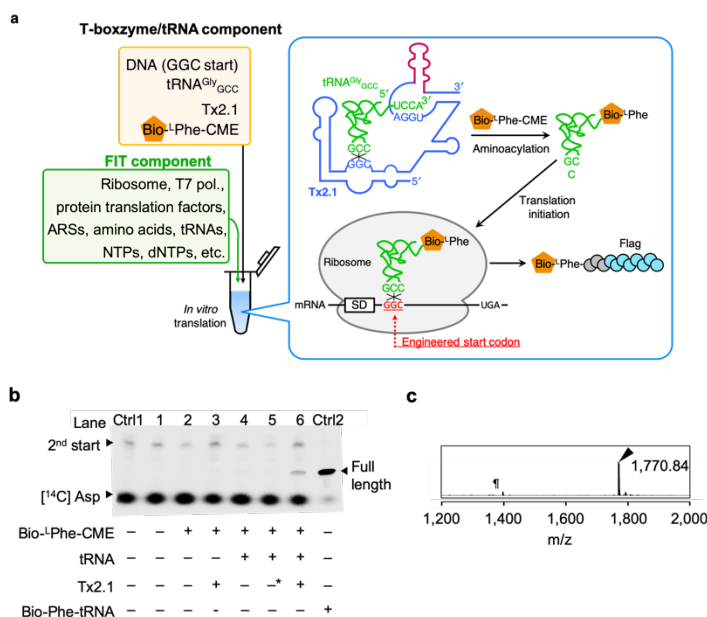 a
T-boxzyme/tRNA component
DNA (GGC start)
tRNAGlyGCC
Tx2.1
Bio-LPhe-CME
FIT component
Ribosome, T7 pol.,
protein translation factors,
ARSs, amino acids, tRNAs,
NTPs, dNTPs, etc.
In vitro
translation
tRNAGlyGCC
5′
3′
3′
UCCA
AGGU
GCC
GGC
Tx2.1
5′
Bio-LPhe-CME
Aminoacylation
Bio-LPhe
GC
C
Translation
initiation
Ribosome
Bio-LPhe
GCC
mRNA
SD
GGC
UGA
Engineered start codon
Flag
Bio-LPhe
b
Lane Ctrl1 1 2 3 4 5 6 Ctrl2
2nd start
Full
length
[14C] Asp
Bio-LPhe-CME – – + + + + + –
tRNA – – – – + + + –
Tx2.1 – – – + – –* + –
Bio-Phe-tRNA – – – - – – – +
c
¶
1,770.84
1,200 1,400 1,600 1,800 2,000
m/z